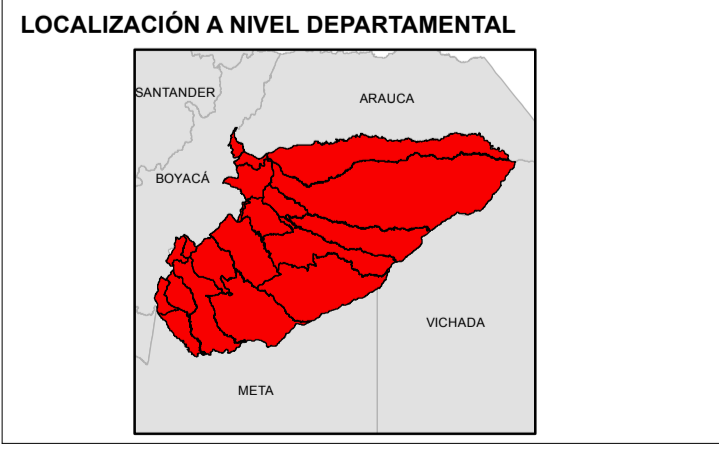 LOCALIZACIÓN A NIVEL DEPARTAMENTAL
SANTANDER
ARAUCA
BOYACÁ
VICHADA
META